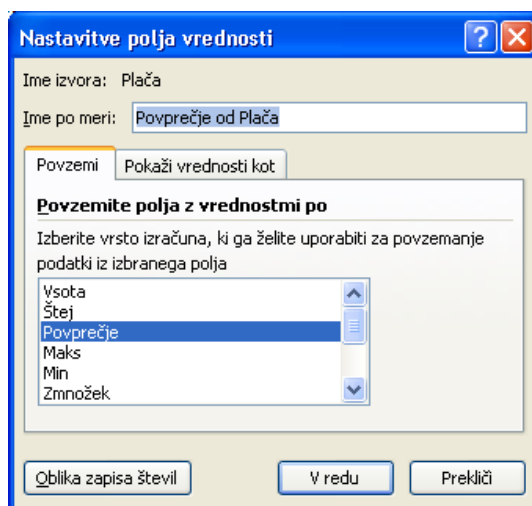 Nastavitve polja vrednosti
Ime izvora: Plača
Ime po meri: Povprečje od Plača
Povzemi Pokaži vrednosti kot
Povzemite polja z vrednostmi po
Izberite vrsto izračuna, ki ga želite uporabiti za povzemanje
podatki iz izbranega polja
Vsota
Štej
Povprečje
Maks
Min
Zmnožek
Oblika zapisa števil V redu Prekliči